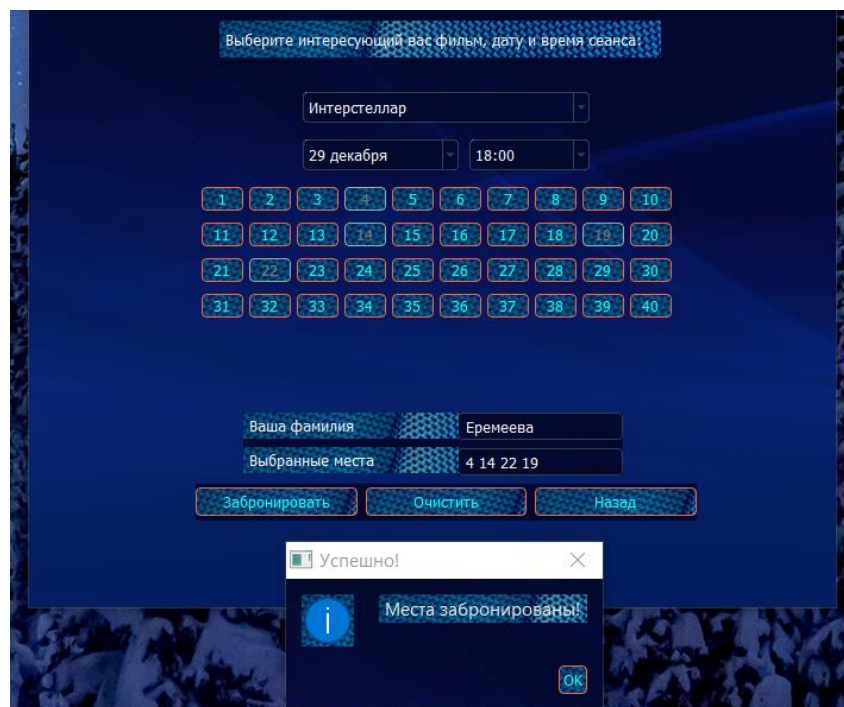 Выберите интересующий вас фильм, дату и время сеанса:
Интерстеллар
29 декабря 18:00
1 2 3 4 5 6 7 8 9 10
11 12 13 14 15 16 17 18 19 20
21 22 23 24 25 26 27 28 29 30
31 32 33 34 35 36 37 38 39 40
Ваша фамилия Еремеева
Выбранные места 4 14 22 19
Забронировать Очистить Назад
Успешно!
Места забронированы!
OK